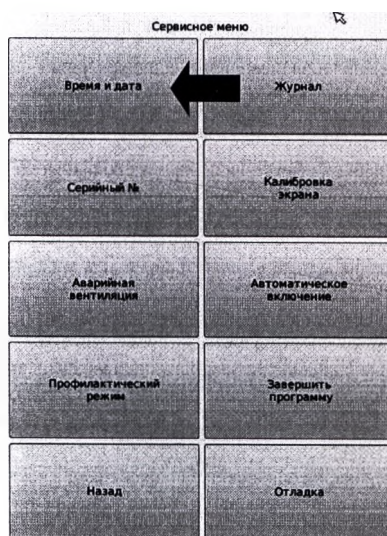 Сервисное меню
Время и дата
Журнал
Серийный №
Калибровка
экрана
Аварийная
вентиляция
Автоматическое
включение
Профилактический
режим
Завершить
программу
Назад
Отладка